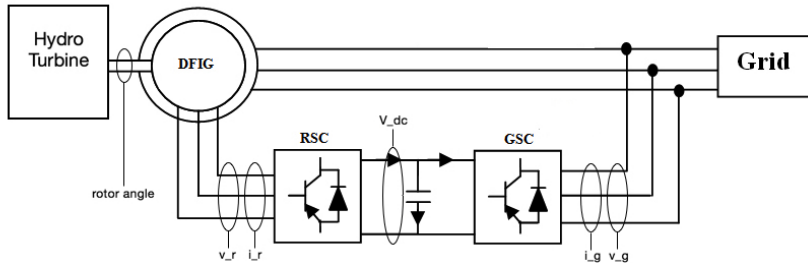 Hydro
Turbine
DFIG
Grid
rotor angle
RSC
V_dc
GSC
v_r
i_r
i_g
v_g